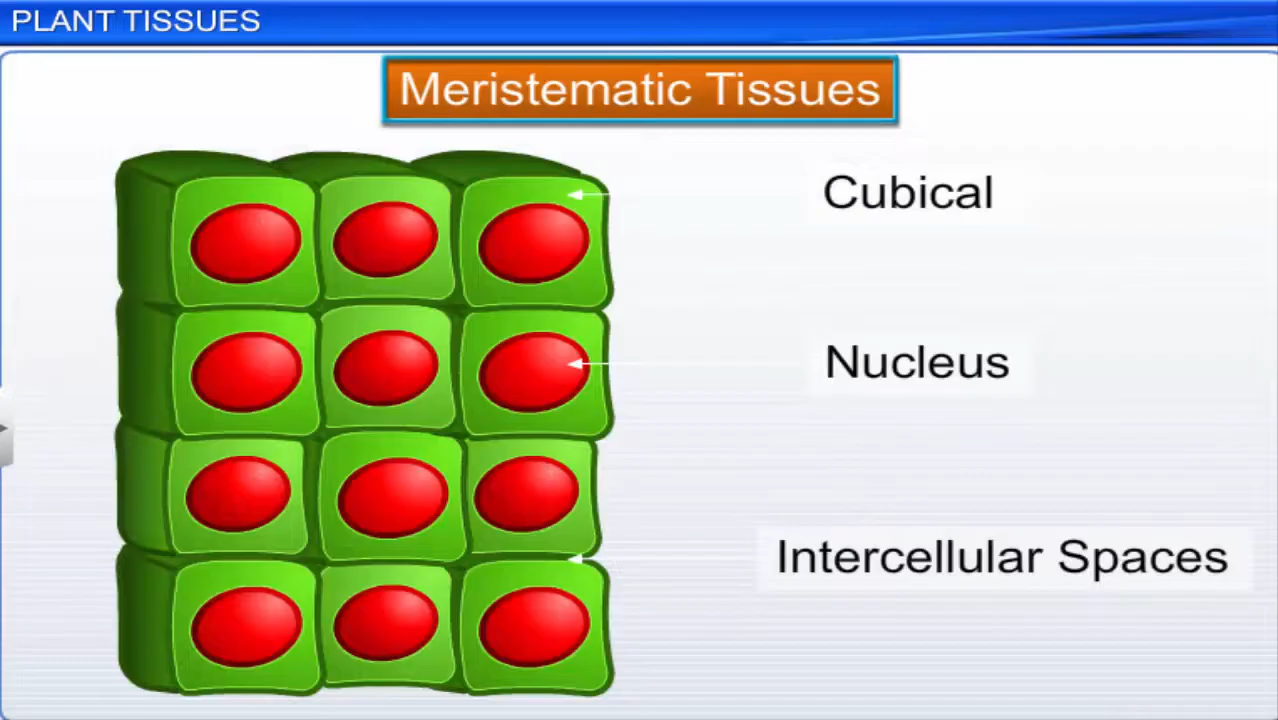 PLANT TISSUES
Meristematic Tissues
Cubical
Nucleus
Intercellular Spaces